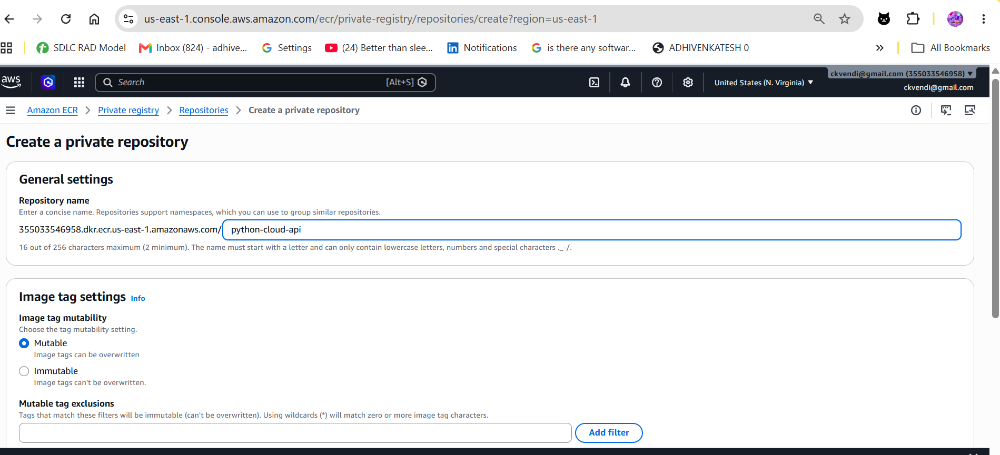 us-east-1.console.aws.amazon.com/ecr/private-registry/repositories/create?region=us-east-1
SDLC RAD Model
Inbox (824) - adhive...
Settings
(24) Better than slee...
Notifications
is there any softwar...
ADHIVENKATESH 0
All Bookmarks
aws
Search
[Alt+S]
United States (N. Virginia)
ckvendi@gmail.com (355033546958)
ckvendi@gmail.com
Amazon ECR
Private registry
Repositories
Create a private repository
Create a private repository
General settings
Repository name
Enter a concise name. Repositories support namespaces, which you can use to group similar repositories.
355033546958.dkr.ecr.us-east-1.amazonaws.com/ python-cloud-api
16 out of 256 characters maximum (2 minimum). The name must start with a letter and can only contain lowercase letters, numbers and special characters ._-/.
Image tag settings Info
Image tag mutability
Choose the tag mutability setting.
Mutable
Image tags can be overwritten
Immutable
Image tags can't be overwritten.
Mutable tag exclusions
Tags that match these filters will be immutable (can't be overwritten). Using wildcards (*) will match zero or more image tag characters.
Add filter